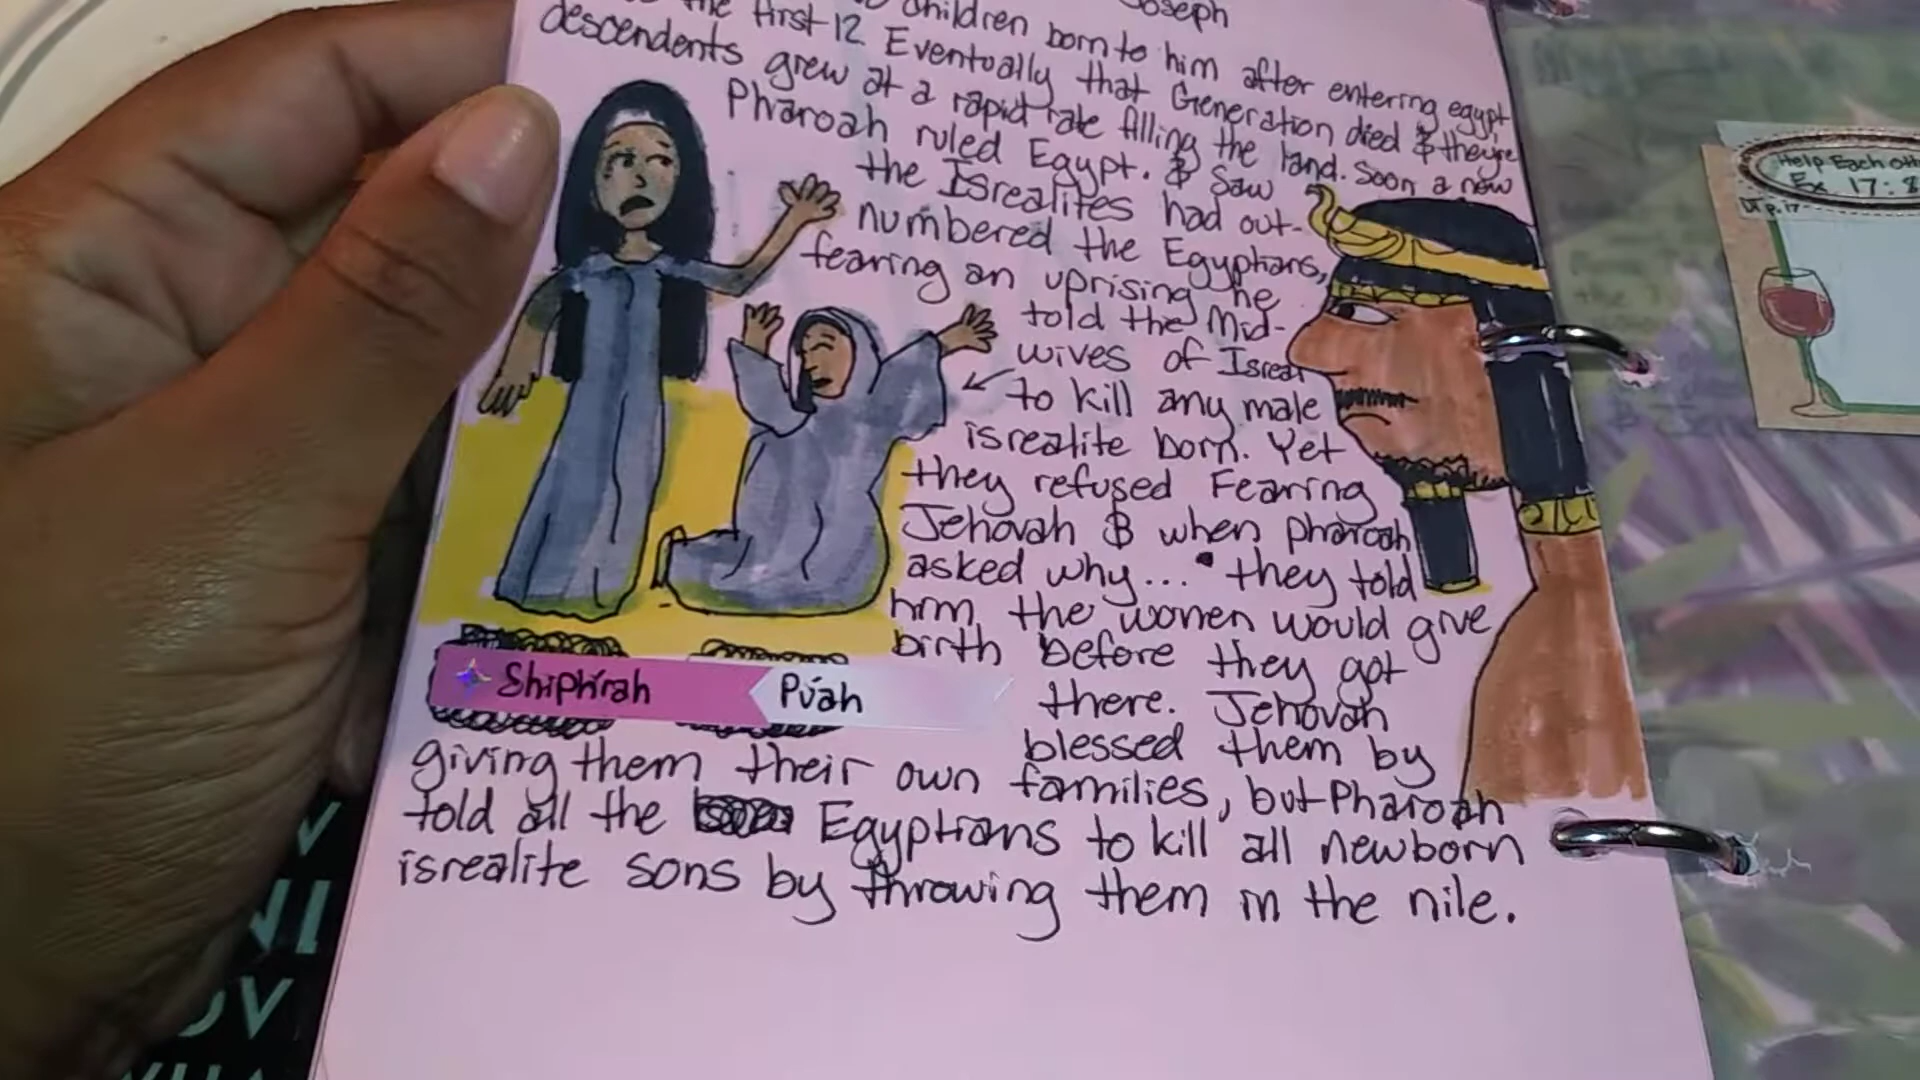 Joseph
the first 12 children born to him after entering egypt
Eventually that Generation died & they're
descendents grew at a rapid rate filling the land. Soon a new
Pharoah ruled Egypt. & Saw
the Isrealites had out-
numbered the Egyptians,
fearing an uprising he
told the Mid-
wives of Isreal
to kill any male
isrealite born. Yet
they refused Fearing
Jehovah & when pharoah
asked why... they told
him the women would give
birth before they got
there. Jehovah
blessed them by
giving them their own families, but Pharoah
told all the Egyptians to kill all newborn
isrealite sons by throwing them in the nile.
Shiphrah
Púah
Help Each oth
Ex 17:8